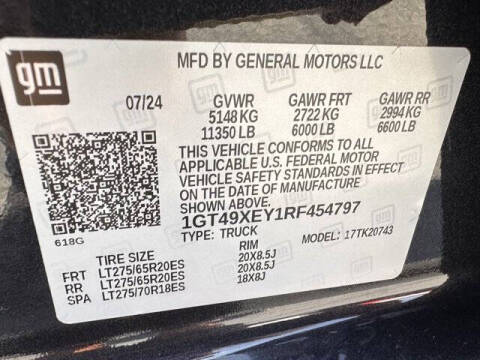 gm
MFD BY GENERAL MOTORS LLC
07/24 GVWR GAWR FRT GAWR RR
5148 KG 2722 KG 2994 KG
11350 LB 6000 LB 6600 LB
THIS VEHICLE CONFORMS TO ALL
APPLICABLE U.S. FEDERAL MOTOR
VEHICLE SAFETY STANDARDS IN EFFECT
ON THE DATE OF MANUFACTURE
SHOWN ABOVE.
1GT49XEY1RF454797
618G TYPE: TRUCK MODEL: 17TK20743
TIRE SIZE RIM
FRT LT275/65R20ES 20X8.5J
RR LT275/65R20ES 20X8.5J
SPA LT275/70R18ES 18X8J